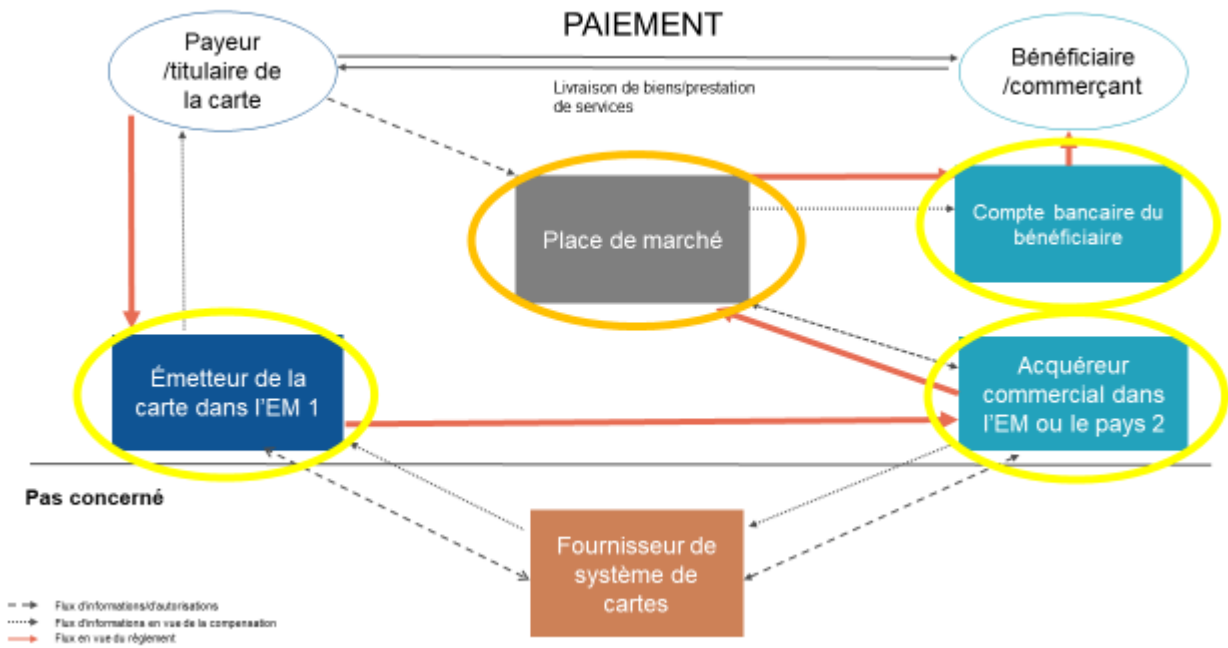 PAIEMENT
Payeur
/titulaire de
la carte
Bénéficiaire
/commerçant
Livraison de biens/prestation
de services
Place de marché
Compte bancaire du
bénéficiaire
Émetteur de la
carte dans l'EM 1
Acquéreur
commercial dans
l'EM ou le pays 2
Pas concerné
Fournisseur de
système de
cartes
Flux d'informations/d'autorisations
Flux d'informations en vue de la compensation
Flux en vue du règlement